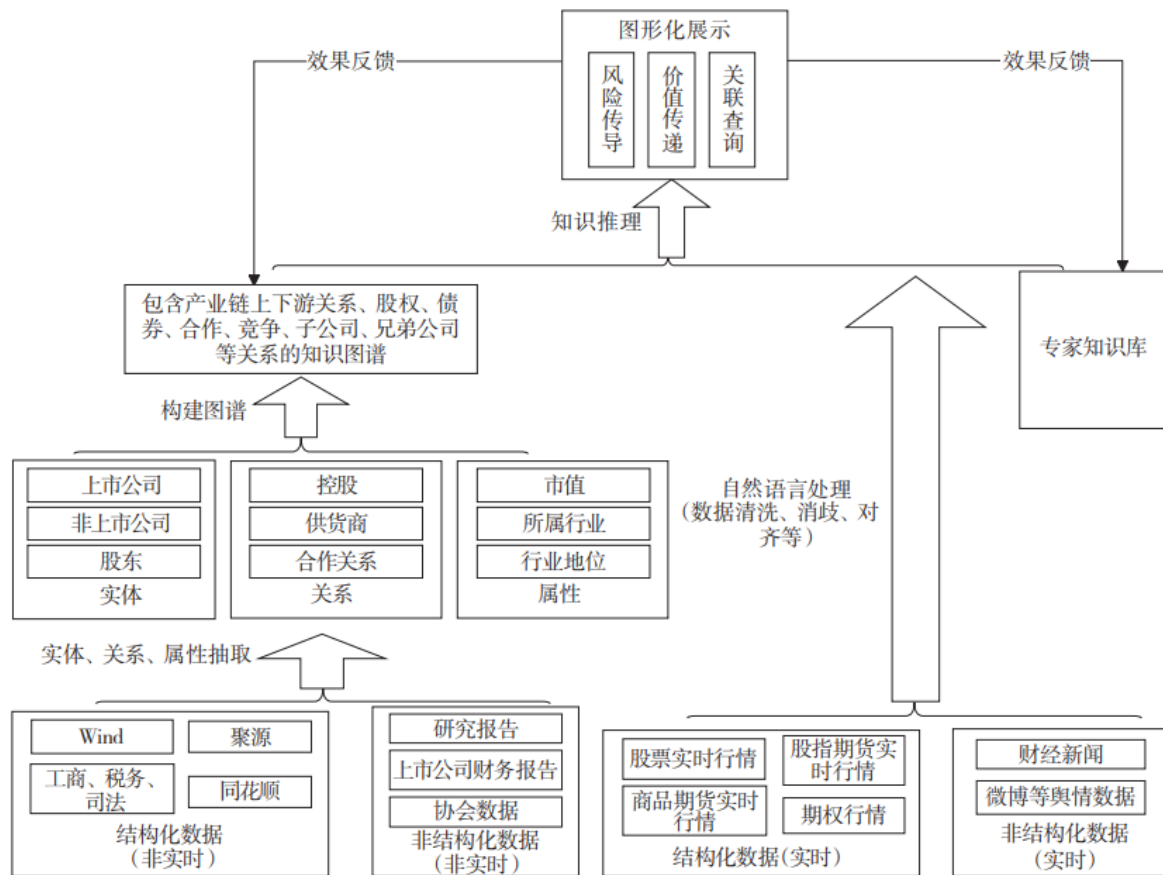 图形化展示
效果反馈
效果反馈
风险传导
价值传递
关联查询
知识推理
包含产业链上下游关系、股权、债
券、合作、竞争、子公司、兄弟公司
等关系的知识图谱
专家知识库
构建图谱
上市公司
非上市公司
股东
实体
控股
供货商
合作关系
关系
市值
所属行业
行业地位
属性
自然语言处理
(数据清洗、消歧、对
齐等)
实体、关系、属性抽取
Wind
聚源
工商、税务、
司法
同花顺
结构化数据
(非实时)
研究报告
上市公司财务报告
协会数据
非结构化数据
(非实时)
股票实时行情
股指期货实
时行情
商品期货实时
行情
期权行情
结构化数据(实时)
财经新闻
微博等舆情数据
非结构化数据
(实时)